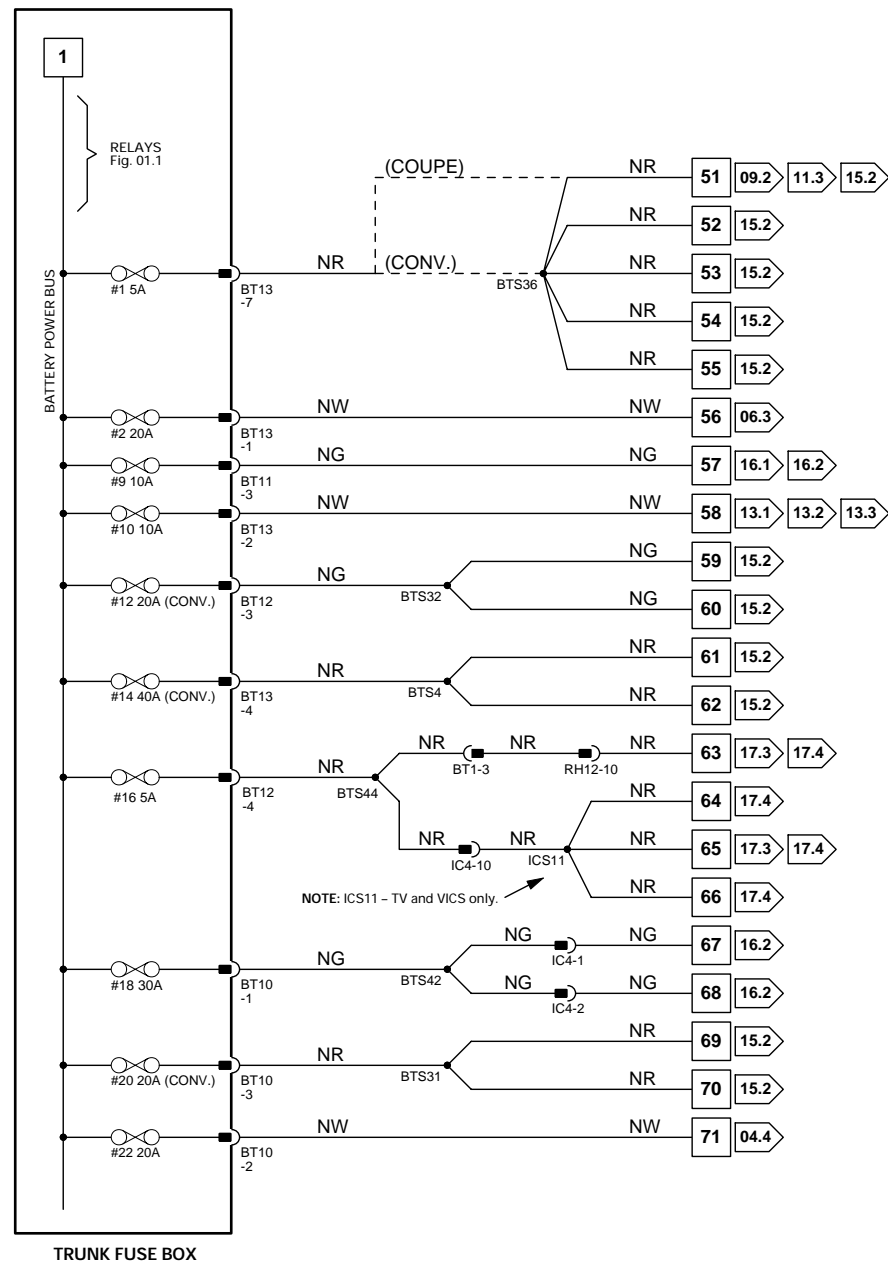 1
RELAYS
Fig. 01.1
BATTERY POWER BUS
(COUPE)
NR 51 09.2 11.3 15.2
NR 52 15.2
#1 5A BT13
-7
NR (CONV.) BTS36 NR 53 15.2
NR 54 15.2
NR 55 15.2
#2 20A BT13
-1
NW NW 56 06.3
#9 10A BT11
-3
NG NG 57 16.1 16.2
#10 10A BT13
-2
NW NW 58 13.1 13.2 13.3
NG 59 15.2
#12 20A (CONV.) BT12
-3
NG BTS32
NG 60 15.2
NR 61 15.2
#14 40A (CONV.) BT13
-4
NR BTS4
NR 62 15.2
NR BT1-3 NR RH12-10 NR 63 17.3 17.4
#16 5A BT12
-4
NR BTS44
NR 64 17.4
NR IC4-10 NR ICS11 NR 65 17.3 17.4
NOTE: ICS11 – TV and VICS only.
NR 66 17.4
NG IC4-1 NG 67 16.2
#18 30A BT10
-1
NG BTS42
NG IC4-2 NG 68 16.2
NR 69 15.2
#20 20A (CONV.) BT10
-3
NR BTS31
NR 70 15.2
#22 20A BT10
-2
NW NW 71 04.4
TRUNK FUSE BOX